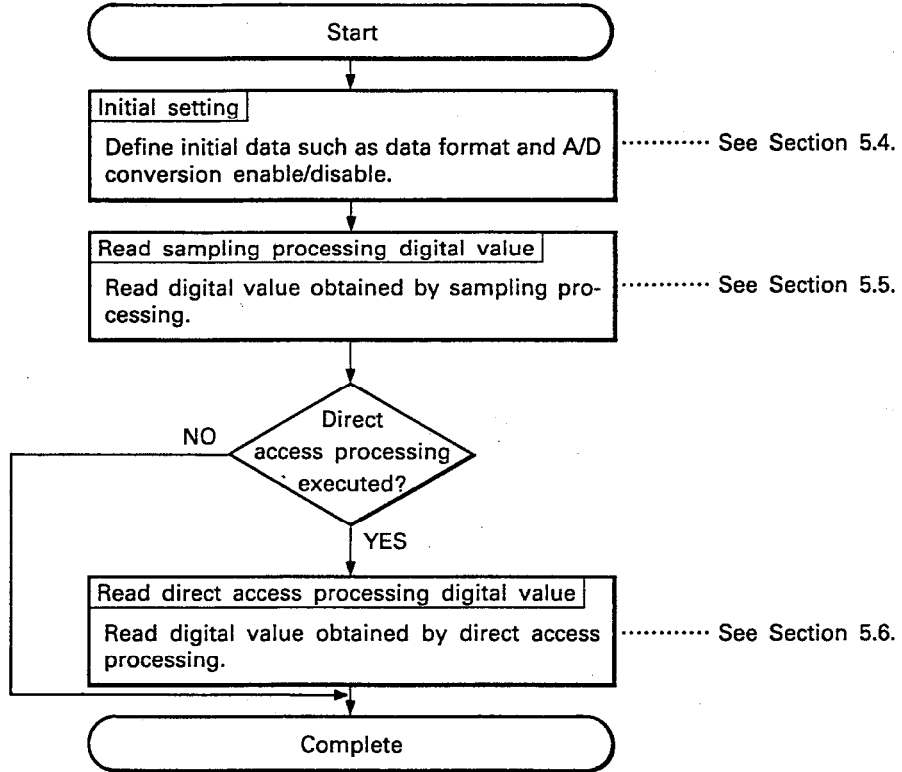 Start
Initial setting
Define initial data such as data format and A/D
conversion enable/disable.
See Section 5.4.
Read sampling processing digital value
Read digital value obtained by sampling pro-
cessing.
See Section 5.5.
Direct
access processing
executed?
NO
YES
Read direct access processing digital value
Read digital value obtained by direct access
processing.
See Section 5.6.
Complete